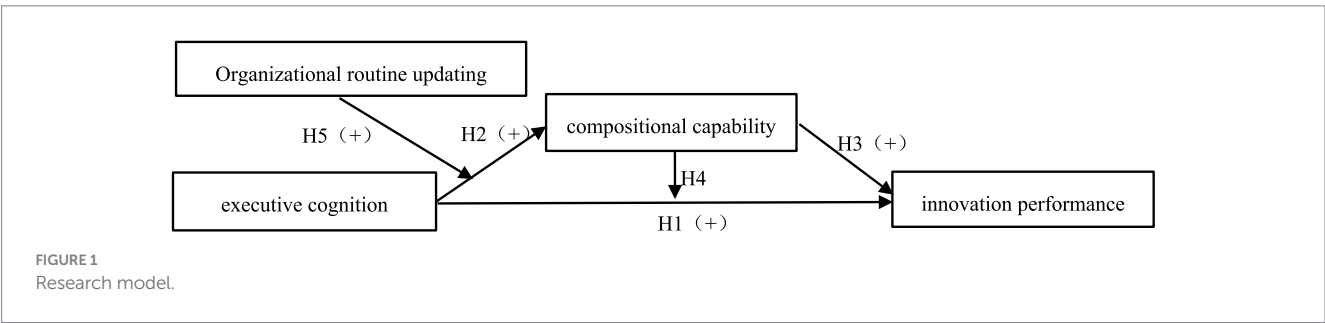 Organizational routine updating
H5（+）
H2（+）
compositional capability
H3（+）
H4
executive cognition
innovation performance
H1（+）
FIGURE 1
Research model.